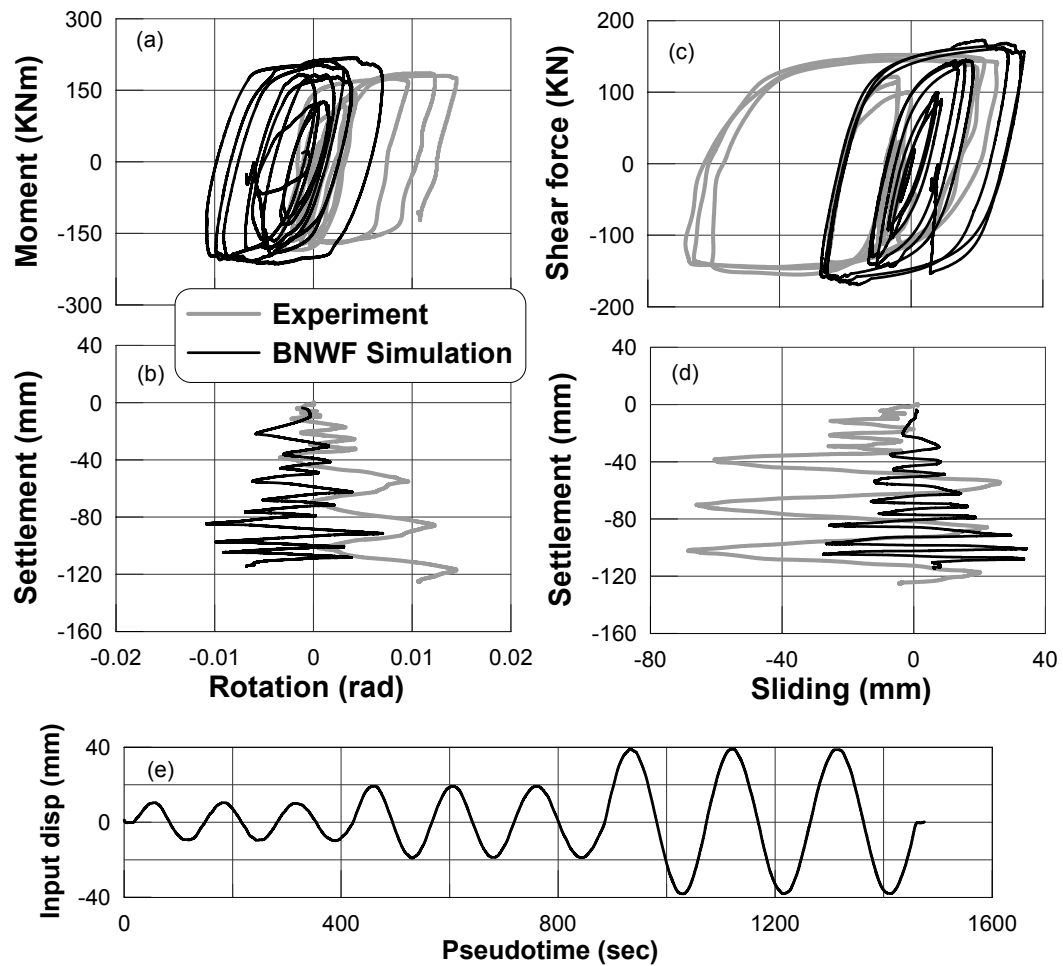 300
150
0
-150
-300
Moment (KNm)
(a)
200
100
0
-100
-200
Shear force (KN)
(c)
Experiment
BNWF Simulation
40
0
-40
-80
-120
-160
Settlement (mm)
(b)
-0.02
-0.01
0
0.01
0.02
Rotation (rad)
40
0
-40
-80
-120
-160
Settlement (mm)
(d)
-80
-40
0
40
Sliding (mm)
40
0
-40
Input disp (mm)
(e)
0
400
800
1200
1600
Pseudotime (sec)